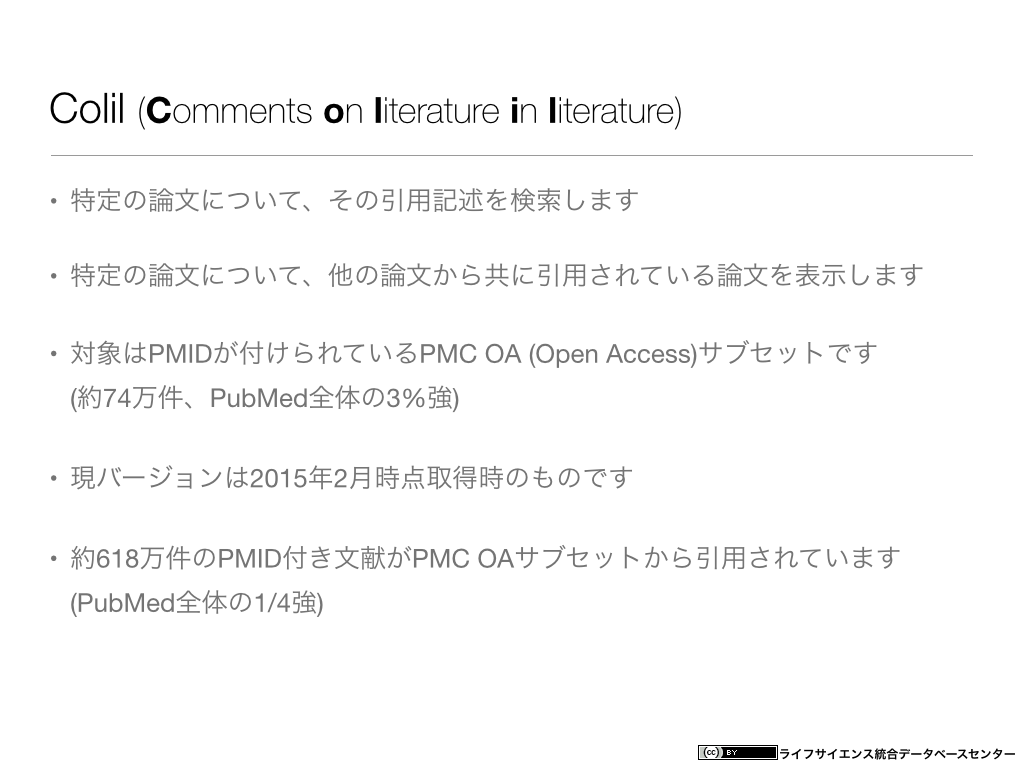 Colil (Comments on literature in literature)
・特定の論文について、その引用記述を検索します
・特定の論文について、他の論文から共に引用されている論文を表示します
・対象はPMIDが付けられているPMC OA (Open Access)サブセットです
(約74万件、PubMed全体の3%強)
・現バージョンは2015年2月時点取得時のものです
・約618万件のPMID付き文献がPMC OAサブセットから引用されています
(PubMed全体の1/4強)
(cc) BY ライフサイエンス統合データベースセンター